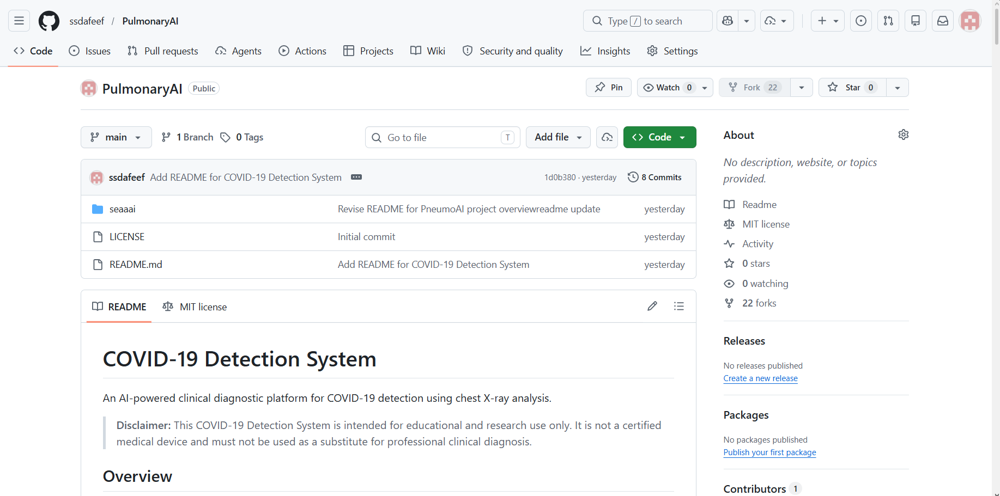 ssdafeef / PulmonaryAI
Type / to search
Code Issues Pull requests Agents Actions Projects Wiki Security and quality Insights Settings
PulmonaryAI Public
Pin Watch 0 Fork 22 Star 0
main 1 Branch 0 Tags Go to file T Add file Code
ssdafeef Add README for COVID-19 Detection System 1d0b380 · yesterday 8 Commits
seaaai Revise README for PneumoAI project overviewreadme update yesterday
LICENSE Initial commit yesterday
README.md Add README for COVID-19 Detection System yesterday
README MIT license
COVID-19 Detection System
An AI-powered clinical diagnostic platform for COVID-19 detection using chest X-ray analysis.
Disclaimer: This COVID-19 Detection System is intended for educational and research use only. It is not a certified
medical device and must not be used as a substitute for professional clinical diagnosis.
Overview
About
No description, website, or topics
provided.
Readme
MIT license
Activity
0 stars
0 watching
22 forks
Releases
No releases published
Create a new release
Packages
No packages published
Publish your first package
Contributors 1